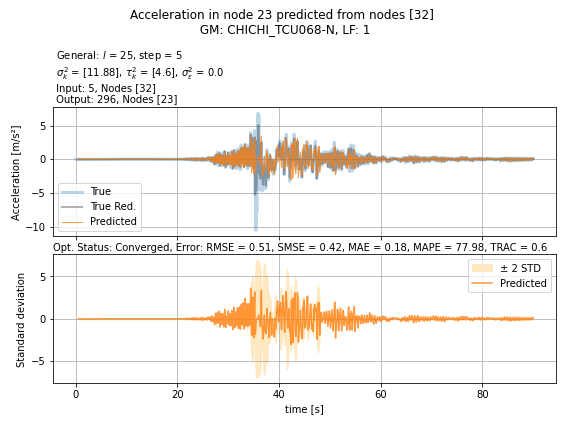 Acceleration in node 23 predicted from nodes [32]
GM: CHICHI_TCU068-N, LF: 1
General: l = 25, step = 5
σ²ₖ = [11.88], τ²ₖ = [4.6], σ²ε = 0.0
Input: 5, Nodes [32]
Output: 296, Nodes [23]
Acceleration [m/s²]
5
0
−5
−10
True
True Red.
Predicted
Opt. Status: Converged, Error: RMSE = 0.51, SMSE = 0.42, MAE = 0.18, MAPE = 77.98, TRAC = 0.6
Standard deviation
5
0
−5
± 2 STD
Predicted
0 20 40 60 80
time [s]